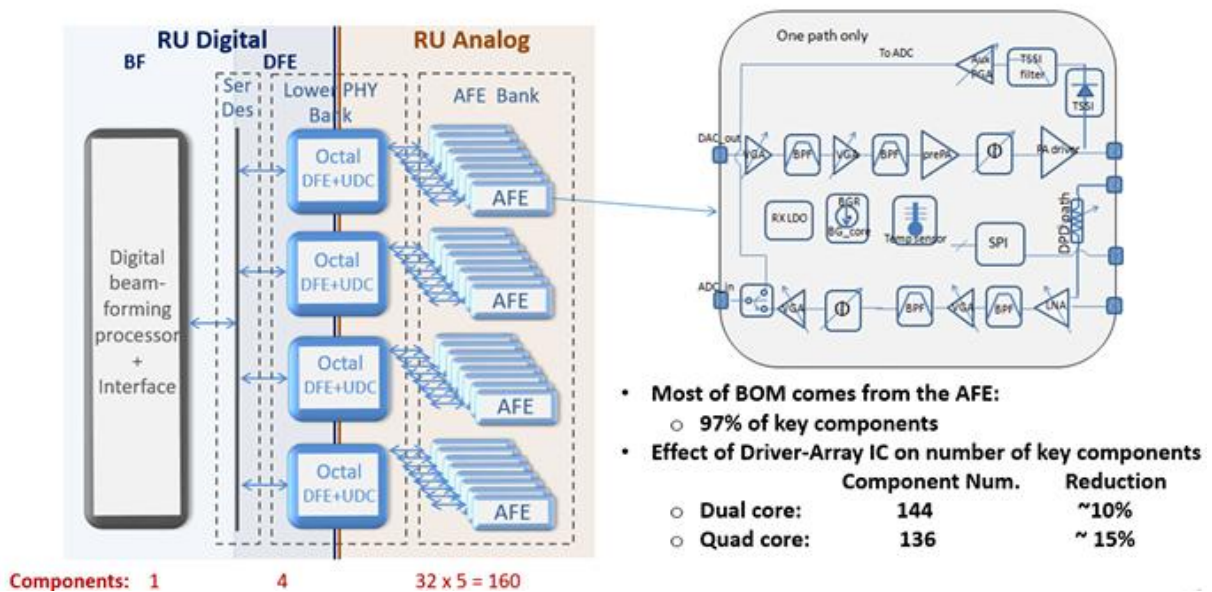 RU Digital
RU Analog
BF
DFE
Ser
Des
Lower PHY
Bank
AFE Bank
Octal
DFE+UDC
AFE
Octal
DFE+UDC
AFE
Octal
DFE+UDC
AFE
Octal
DFE+UDC
AFE
Digital
beam-
forming
processor
+
Interface
Components: 1 4 32 x 5 = 160
One path only
To ADC
Aux
PGA
TSSI
filter
TSSI
DAC_out
VGA
BPF
VGA
BPF
prePA
Φ
PA driver
RX LDO
BGR
BG_core
Temp sensor
SPI
DPD path
ADC_in
VGA
Φ
BPF
VGA
BPF
LNA
• Most of BOM comes from the AFE:
o 97% of key components
• Effect of Driver-Array IC on number of key components
Component Num. Reduction
o Dual core: 144 ~10%
o Quad core: 136 ~ 15%